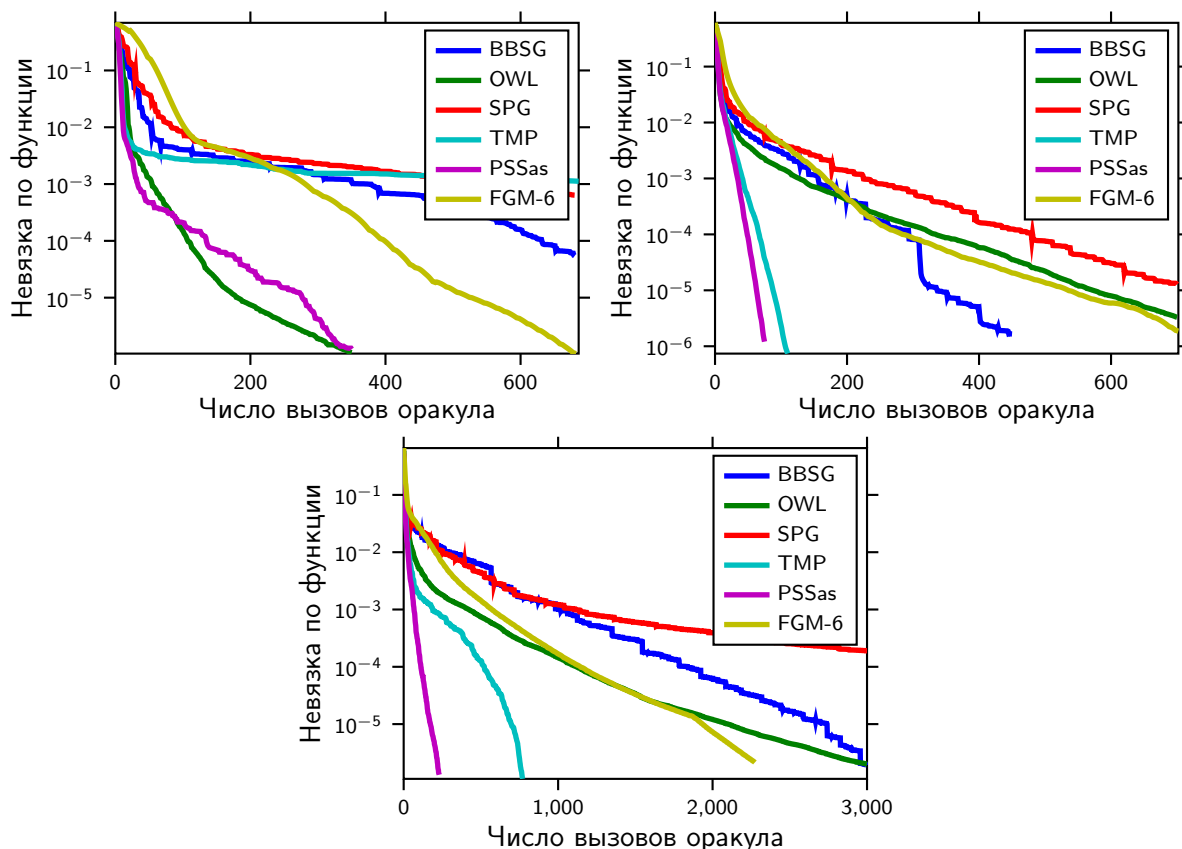 BBSG
OWL
SPG
TMP
PSSas
FGM-6
10⁻¹
10⁻²
10⁻³
10⁻⁴
10⁻⁵
0
200
400
600
Число вызовов оракула
Невязка по функции
BBSG
OWL
SPG
TMP
PSSas
FGM-6
10⁻¹
10⁻²
10⁻³
10⁻⁴
10⁻⁵
10⁻⁶
0
200
400
600
Число вызовов оракула
Невязка по функции
BBSG
OWL
SPG
TMP
PSSas
FGM-6
10⁻¹
10⁻²
10⁻³
10⁻⁴
10⁻⁵
0
1,000
2,000
3,000
Число вызовов оракула
Невязка по функции